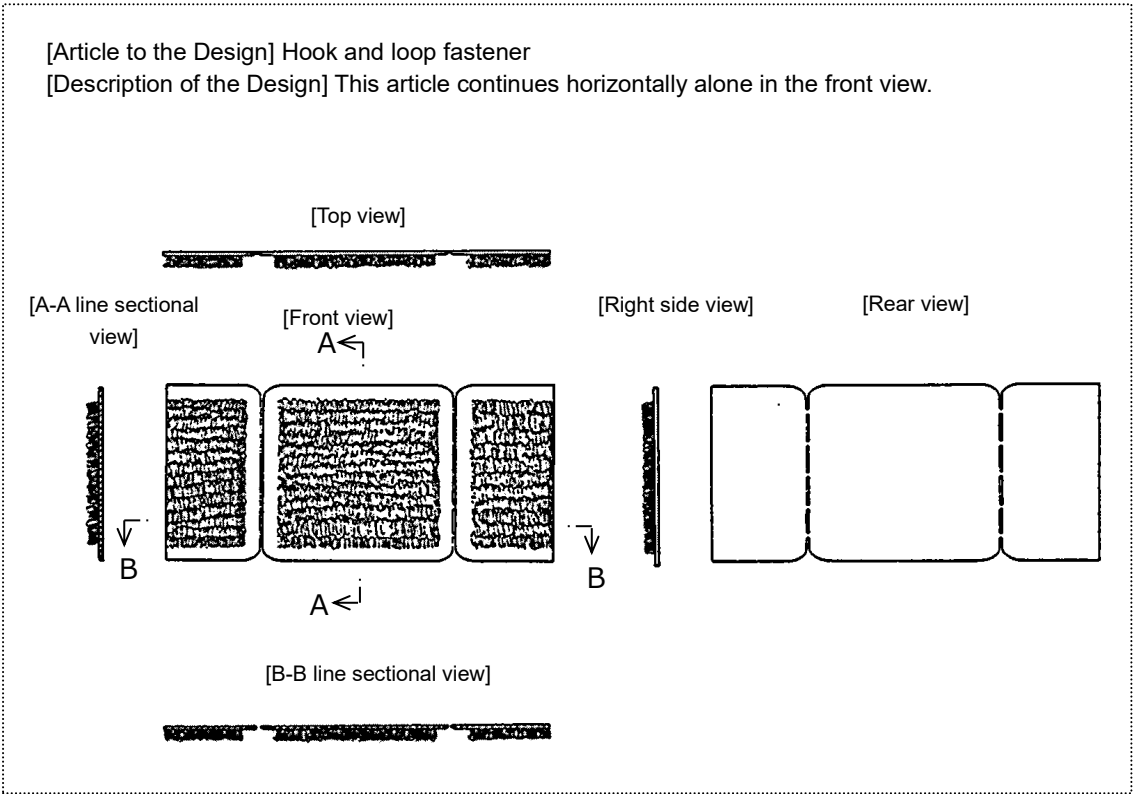 [Article to the Design] Hook and loop fastener
[Description of the Design] This article continues horizontally alone in the front view.
[Top view]
[A-A line sectional
view]
[Front view]
[Right side view]
[Rear view]
A
B
B
A
[B-B line sectional view]